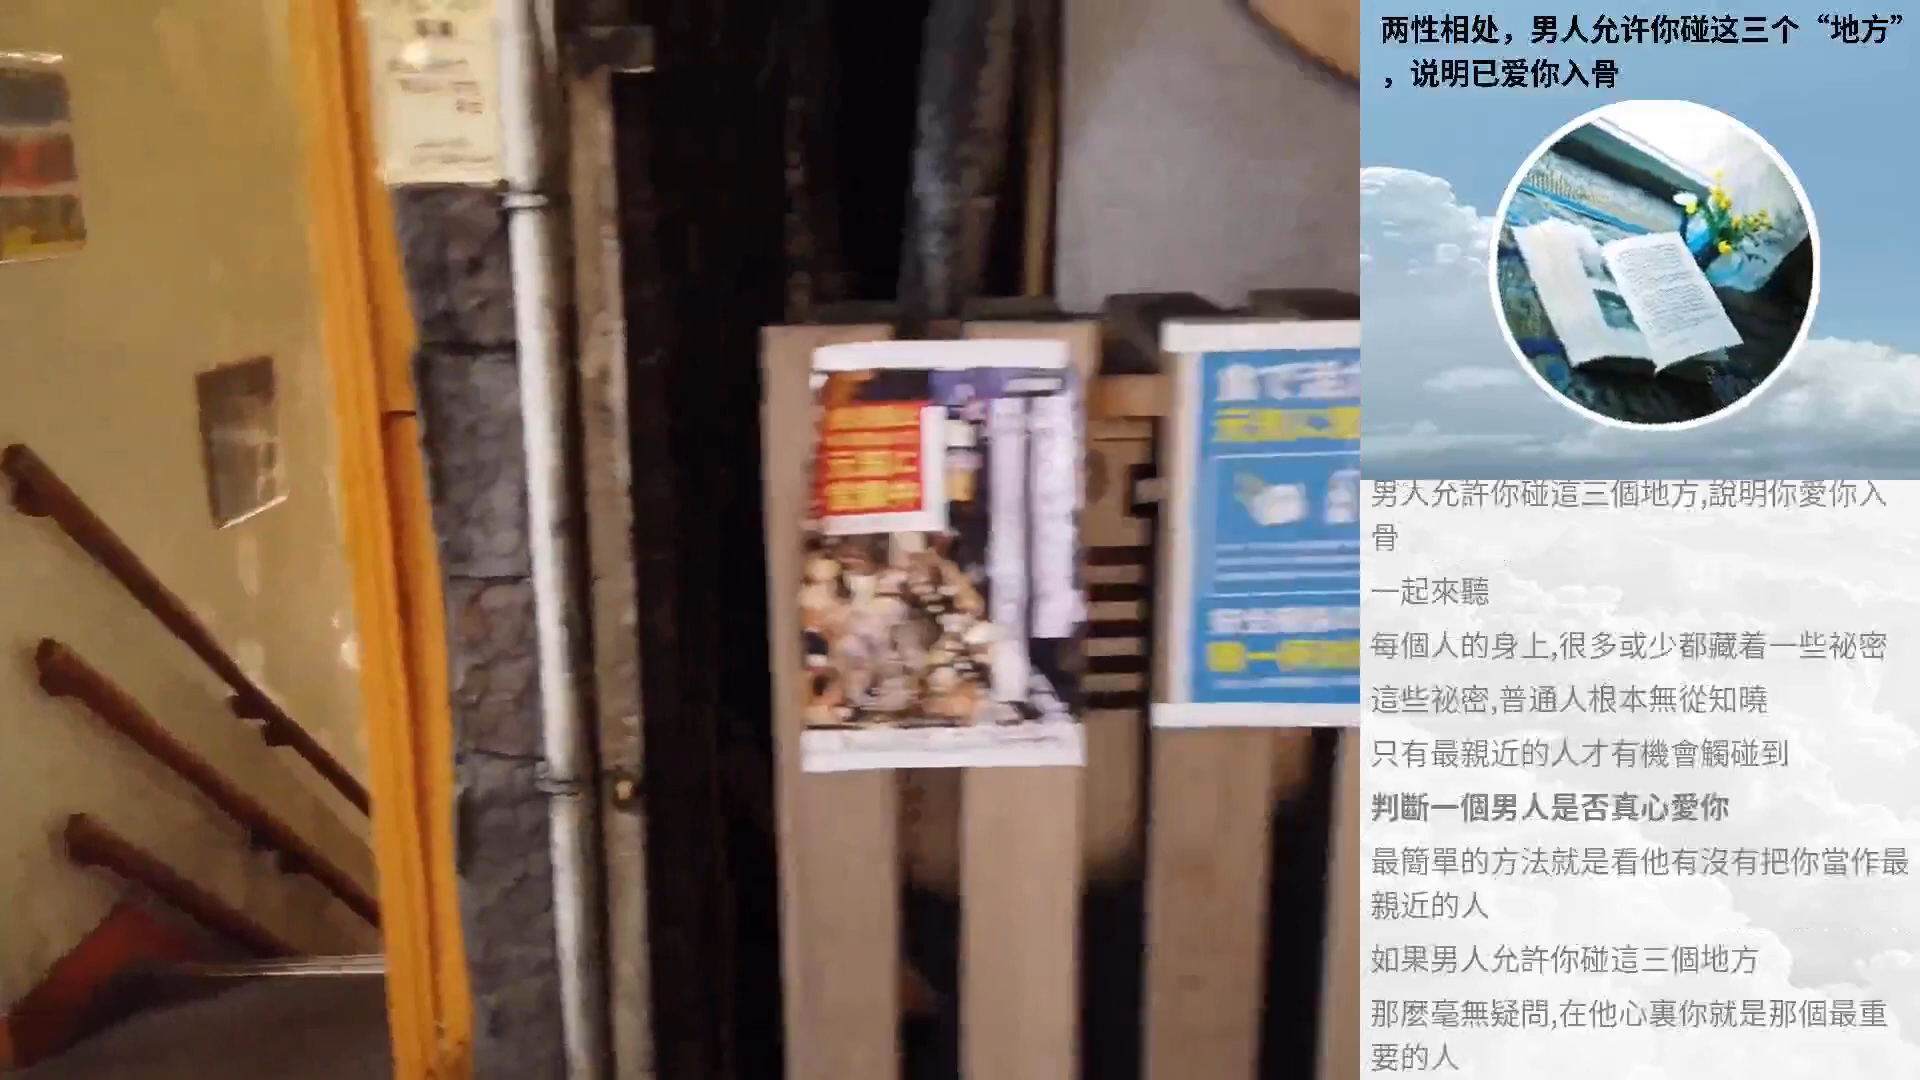 两性相处，男人允许你碰这三个“地方”
，说明已爱你入骨
男人允許你碰這三個地方,說明你愛你入
骨
一起來聽
每個人的身上,很多或少都藏着一些祕密
這些祕密,普通人根本無從知曉
只有最親近的人才有機會觸碰到
判斷一個男人是否真心愛你
最簡單的方法就是看他有沒有把你當作最
親近的人
如果男人允許你碰這三個地方
那麼毫無疑問,在他心裏你就是那個最重
要的人